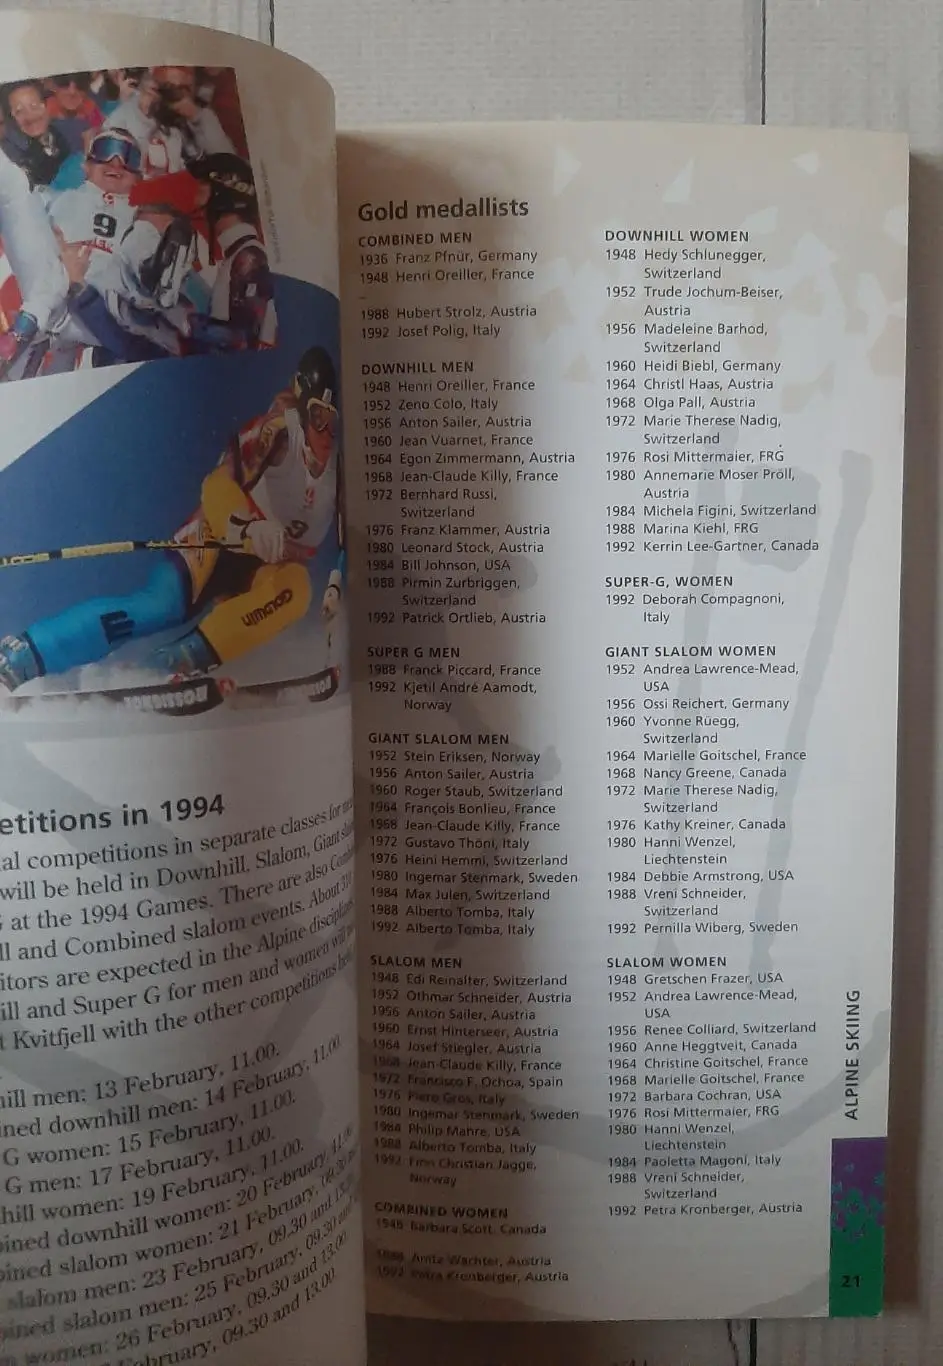 9
GOLDWIN
ROSSIGNOL
etitions in 1994
al competitions in separate classes for
will be held in Downhill, Slalom, Giant
G at the 1994 Games. There are also
ll and Combined slalom events. About
itors are expected in the Alpine
ill and Super G for men and women will
t Kvitfjell with the other competitions
hill men: 13 February, 11.00.
ined downhill men: 14 February, 11.00
G women: 15 February, 11.00.
G men: 17 February, 11.00.
hill women: 19 February, 11.00.
bined downhill women: 20 February,
bined slalom women: 21 February,
slalom men: 23 February, 09.30 and
bined slalom men: 25 February, 09.30
women: 26 February, 09.30 and 13.00
February, 09.30 and 13.00.
Gold medallists
COMBINED MEN
1936 Franz Pfnür, Germany
1948 Henri Oreiller, France
–
1988 Hubert Strolz, Austria
1992 Josef Polig, Italy
DOWNHILL MEN
1948 Henri Oreiller, France
1952 Zeno Colo, Italy
1956 Anton Sailer, Austria
1960 Jean Vuarnet, France
1964 Egon Zimmermann, Austria
1968 Jean-Claude Killy, France
1972 Bernhard Russi,
Switzerland
1976 Franz Klammer, Austria
1980 Leonard Stock, Austria
1984 Bill Johnson, USA
1988 Pirmin Zurbriggen,
Switzerland
1992 Patrick Ortlieb, Austria
SUPER G MEN
1988 Franck Piccard, France
1992 Kjetil André Aamodt,
Norway
GIANT SLALOM MEN
1952 Stein Eriksen, Norway
1956 Anton Sailer, Austria
1960 Roger Staub, Switzerland
1964 François Bonlieu, France
1968 Jean-Claude Killy, France
1972 Gustavo Thöni, Italy
1976 Heini Hemmi, Switzerland
1980 Ingemar Stenmark, Sweden
1984 Max Julen, Switzerland
1988 Alberto Tomba, Italy
1992 Alberto Tomba, Italy
SLALOM MEN
1948 Edi Reinalter, Switzerland
1952 Othmar Schneider, Austria
1956 Anton Sailer, Austria
1960 Ernst Hinterseer, Austria
1964 Josef Stiegler, Austria
1968 Jean-Claude Killy, France
1972 Francisco F. Ochoa, Spain
1976 Piero Gros, Italy
1980 Ingemar Stenmark, Sweden
1984 Philip Mahre, USA
1988 Alberto Tomba, Italy
1992 Finn Christian Jagge,
Norway
COMBINED WOMEN
1948 Barbara Scott, Canada
1988 Anita Wachter, Austria
1992 Petra Kronberger, Austria
DOWNHILL WOMEN
1948 Hedy Schlunegger,
Switzerland
1952 Trude Jochum-Beiser,
Austria
1956 Madeleine Barhod,
Switzerland
1960 Heidi Biebl, Germany
1964 Christl Haas, Austria
1968 Olga Pall, Austria
1972 Marie Therese Nadig,
Switzerland
1976 Rosi Mittermaier, FRG
1980 Annemarie Moser Pröll,
Austria
1984 Michela Figini, Switzerland
1988 Marina Kiehl, FRG
1992 Kerrin Lee-Gartner, Canada
SUPER-G, WOMEN
1992 Deborah Compagnoni,
Italy
GIANT SLALOM WOMEN
1952 Andrea Lawrence-Mead,
USA
1956 Ossi Reichert, Germany
1960 Yvonne Rüegg,
Switzerland
1964 Marielle Goitschel, France
1968 Nancy Greene, Canada
1972 Marie Therese Nadig,
Switzerland
1976 Kathy Kreiner, Canada
1980 Hanni Wenzel,
Liechtenstein
1984 Debbie Armstrong, USA
1988 Vreni Schneider,
Switzerland
1992 Pernilla Wiberg, Sweden
SLALOM WOMEN
1948 Gretschen Frazer, USA
1952 Andrea Lawrence-Mead,
USA
1956 Renee Colliard, Switzerland
1960 Anne Heggtveit, Canada
1964 Christine Goitschel, France
1968 Marielle Goitschel, France
1972 Barbara Cochran, USA
1976 Rosi Mittermaier, FRG
1980 Hanni Wenzel,
Liechtenstein
1984 Paoletta Magoni, Italy
1988 Vreni Schneider,
Switzerland
1992 Petra Kronberger, Austria
ALPINE SKIING
21